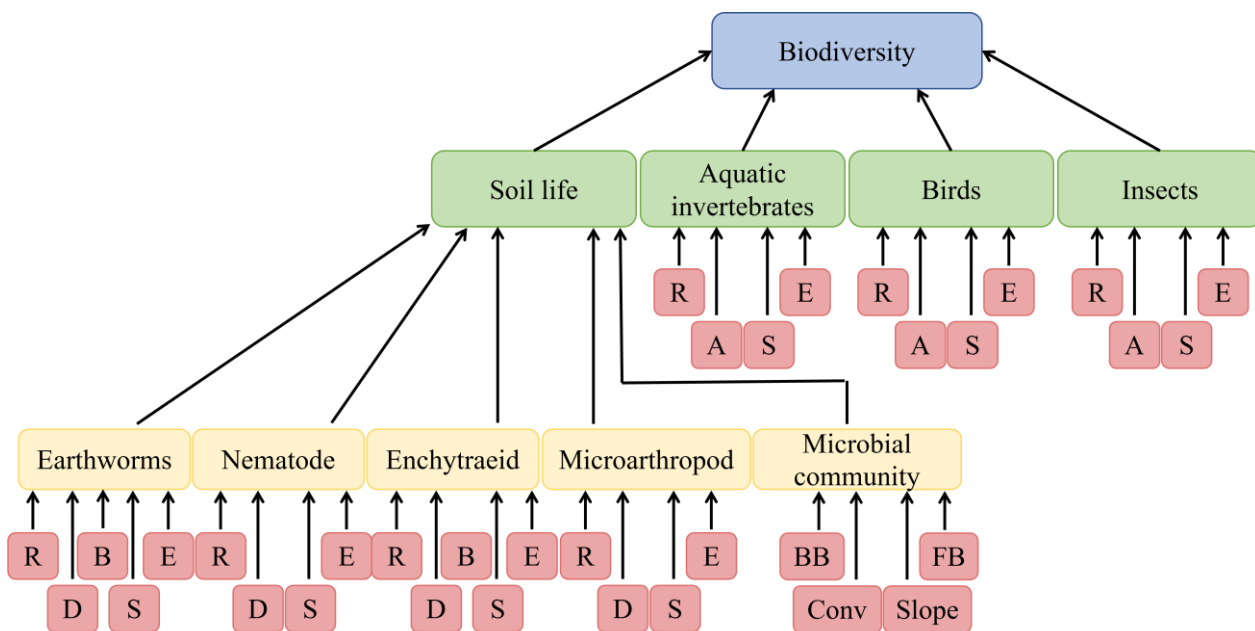 Biodiversity
Soil life
Aquatic
invertebrates
Birds
Insects
R
E
R
E
R
E
A
S
A
S
A
S
Earthworms
Nematode
Enchytraeid
Microarthropod
Microbial
community
R
B
E
R
E
R
B
E
R
E
BB
FB
D
S
D
S
D
S
D
S
Conv
Slope